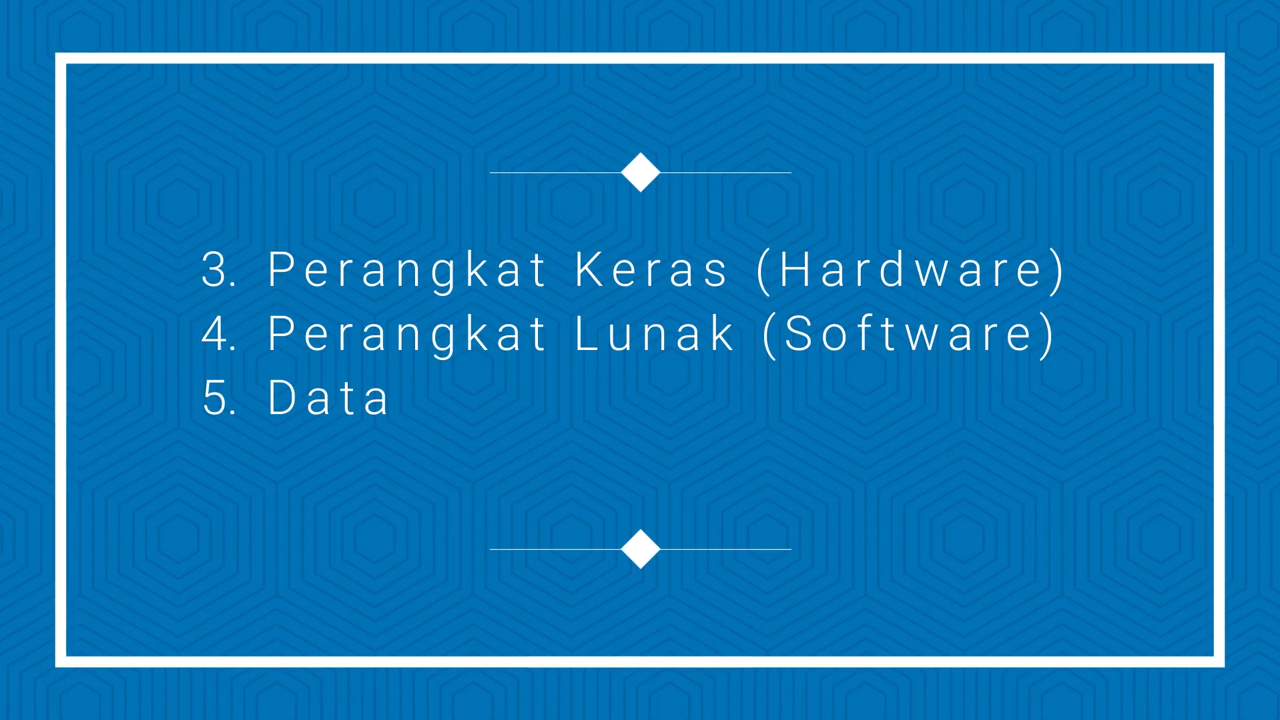 3. Perangkat Keras (Hardware)
4. Perangkat Lunak (Software)
5. Data